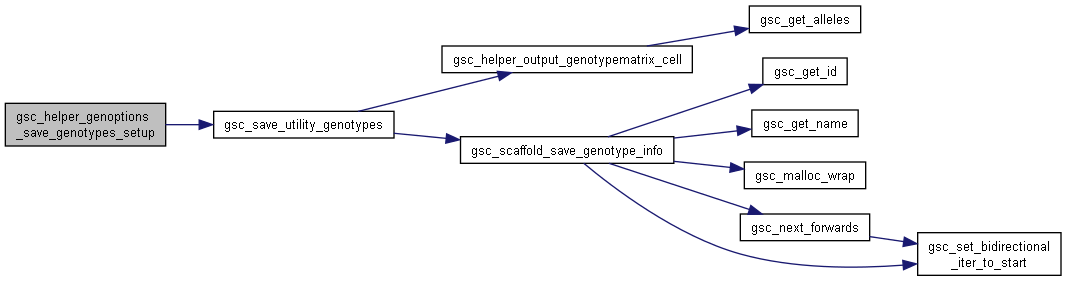 gsc_helper_genoptions
_save_genotypes_setup
gsc_save_utility_genotypes
gsc_helper_output_genotypematrix_cell
gsc_get_alleles
gsc_scaffold_save_genotype_info
gsc_get_id
gsc_get_name
gsc_malloc_wrap
gsc_next_forwards
gsc_set_bidirectional
_iter_to_start